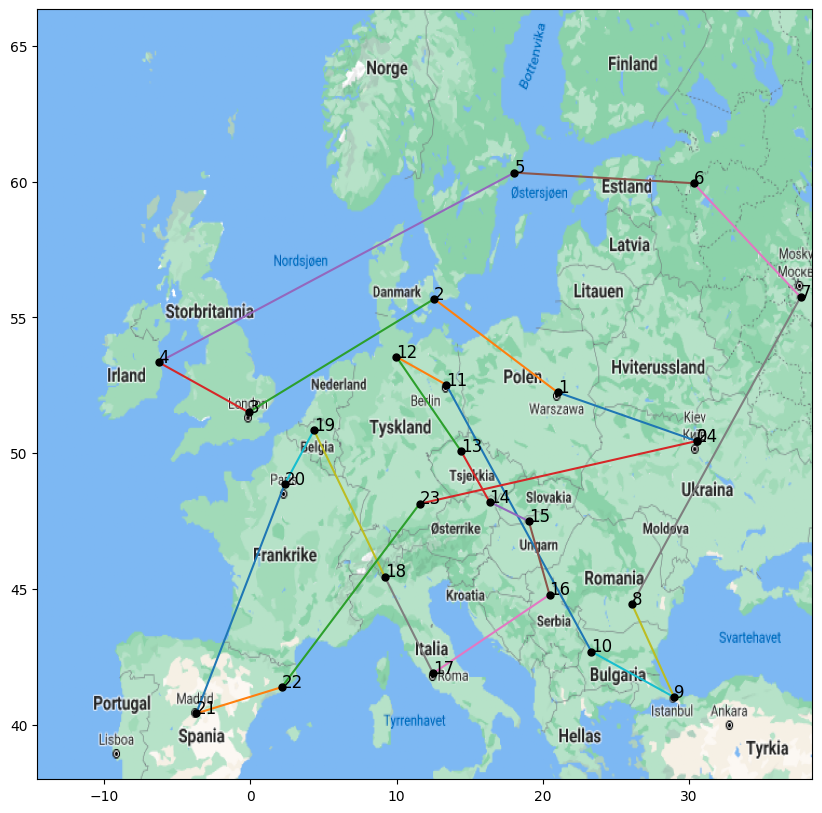 65
Norge
Finland
Bottenvika
5
6
60
Østersjøen
Estland
Nordsjøen
Latvia
Mosk
Москв
7
Danmark
2
Litauen
Storbritannia
55
4
12
Irland
Nederland
11
Polen
Hviterussland
1
London
3
Berlin
Warszawa
Kiev
19
Tyskland
24
50
Belgia
13
20
Tsjekkia
23
14
Ukraina
15
Slovakia
Østerrike
Moldova
Frankrike
Ungarn
18
Romania
45
16
Kroatia
8
Serbia
Italia
10
Svartehavet
17
Roma
Bulgaria
22
9
Portugal
Madrid
21
Istanbul
Ankara
40
Tyrrenhavet
Lisboa
Spania
Hellas
Tyrkia
−10
0
10
20
30